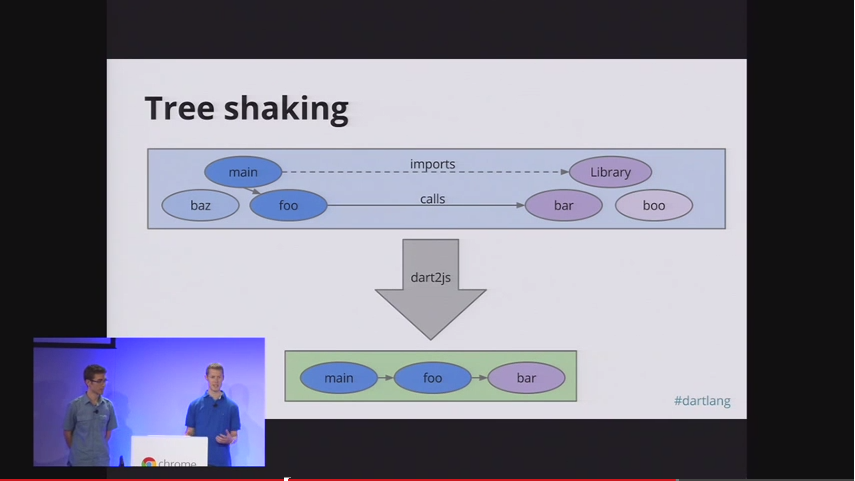 Tree shaking
main
imports
Library
baz
foo
calls
bar
boo
dart2js
main
foo
bar
#dartlang
chrome